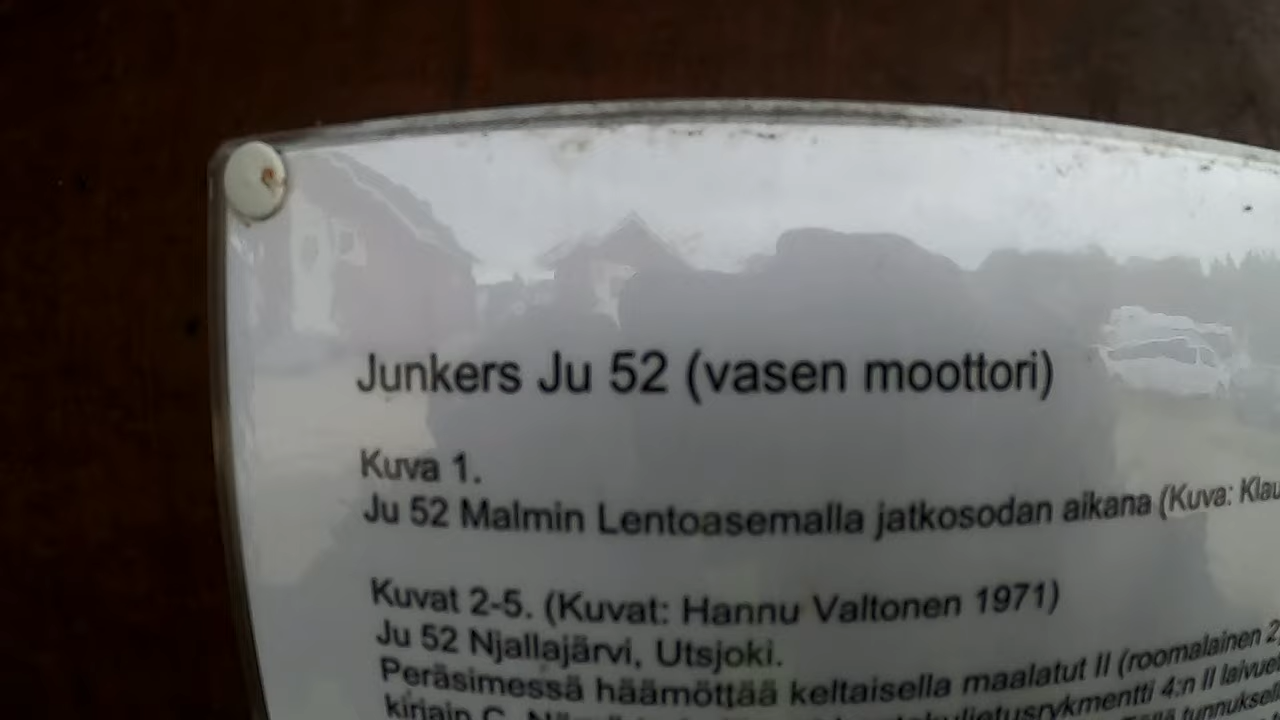 Junkers Ju 52 (vasen moottori)
Kuva 1.
Ju 52 Malmin Lentoasemalla jatkosodan aikana (Kuva: Klau
Kuvat 2-5. (Kuvat: Hannu Valtonen 1971)
Ju 52 Njallajärvi, Utsjoki.
Peräsimessä häämöttää keltaisella maalatut II (roomalainen 2)
kirjain C.